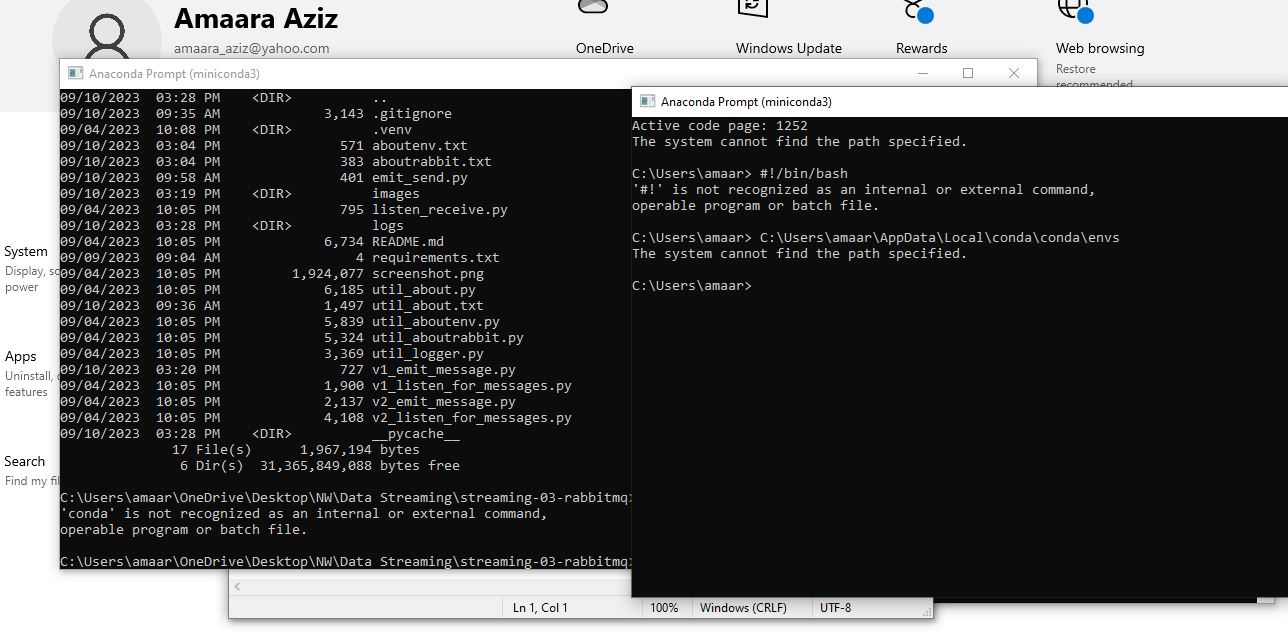 Amaara Aziz
amaara_aziz@yahoo.com
OneDrive
Windows Update
Rewards
Web browsing
Restore
recommended
System
Display, so
power
Apps
Uninstall,
features
Search
Find my fil
Anaconda Prompt (miniconda3)
09/10/2023  03:28 PM    <DIR>          ..
09/10/2023  09:35 AM             3,143 .gitignore
09/04/2023  10:08 PM    <DIR>          .venv
09/10/2023  03:04 PM               571 aboutenv.txt
09/10/2023  03:04 PM               383 aboutrabbit.txt
09/10/2023  09:58 AM               401 emit_send.py
09/10/2023  03:19 PM    <DIR>          images
09/04/2023  10:05 PM               795 listen_receive.py
09/10/2023  03:28 PM    <DIR>          logs
09/04/2023  10:05 PM             6,734 README.md
09/09/2023  09:04 AM                 4 requirements.txt
09/04/2023  10:05 PM         1,924,077 screenshot.png
09/04/2023  10:05 PM             6,185 util_about.py
09/10/2023  09:36 AM             1,497 util_about.txt
09/04/2023  10:05 PM             5,839 util_aboutenv.py
09/04/2023  10:05 PM             5,324 util_aboutrabbit.py
09/04/2023  10:05 PM             3,369 util_logger.py
09/10/2023  03:20 PM               727 v1_emit_message.py
09/04/2023  10:05 PM             1,900 v1_listen_for_messages.py
09/04/2023  10:05 PM             2,137 v2_emit_message.py
09/04/2023  10:05 PM             4,108 v2_listen_for_messages.py
09/10/2023  03:28 PM    <DIR>          __pycache__
17 File(s)      1,967,194 bytes
6 Dir(s)  31,365,849,088 bytes free
C:\Users\amaar\OneDrive\Desktop\NW\Data Streaming\streaming-03-rabbitmq>
'conda' is not recognized as an internal or external command,
operable program or batch file.
C:\Users\amaar\OneDrive\Desktop\NW\Data Streaming\streaming-03-rabbitmq>
Anaconda Prompt (miniconda3)
Active code page: 1252
The system cannot find the path specified.
C:\Users\amaar> #!/bin/bash
'#!' is not recognized as an internal or external command,
operable program or batch file.
C:\Users\amaar> C:\Users\amaar\AppData\Local\conda\conda\envs
The system cannot find the path specified.
C:\Users\amaar>
Ln 1, Col 1
100%
Windows (CRLF)
UTF-8